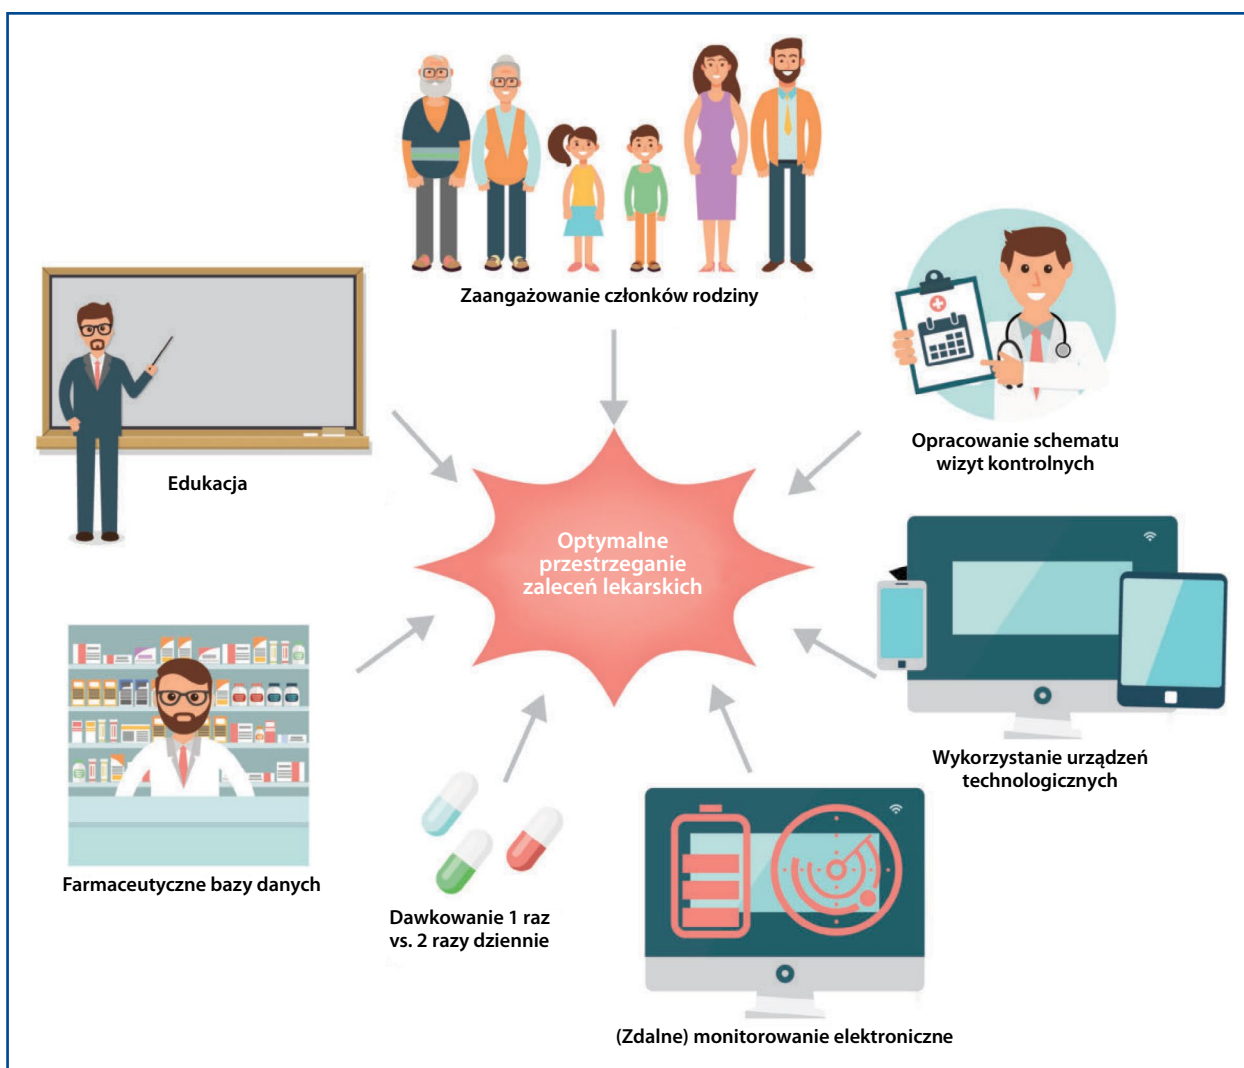 Zaangażowanie członków rodziny
Opracowanie schematu
wizyt kontrolnych
Edukacja
Optymalne
przestrzeganie
zaleceń lekarskich
Wykorzystanie urządzeń
technologicznych
Farmaceutyczne bazy danych
Dawkowanie 1 raz
vs. 2 razy dziennie
(Zdalne) monitorowanie elektroniczne